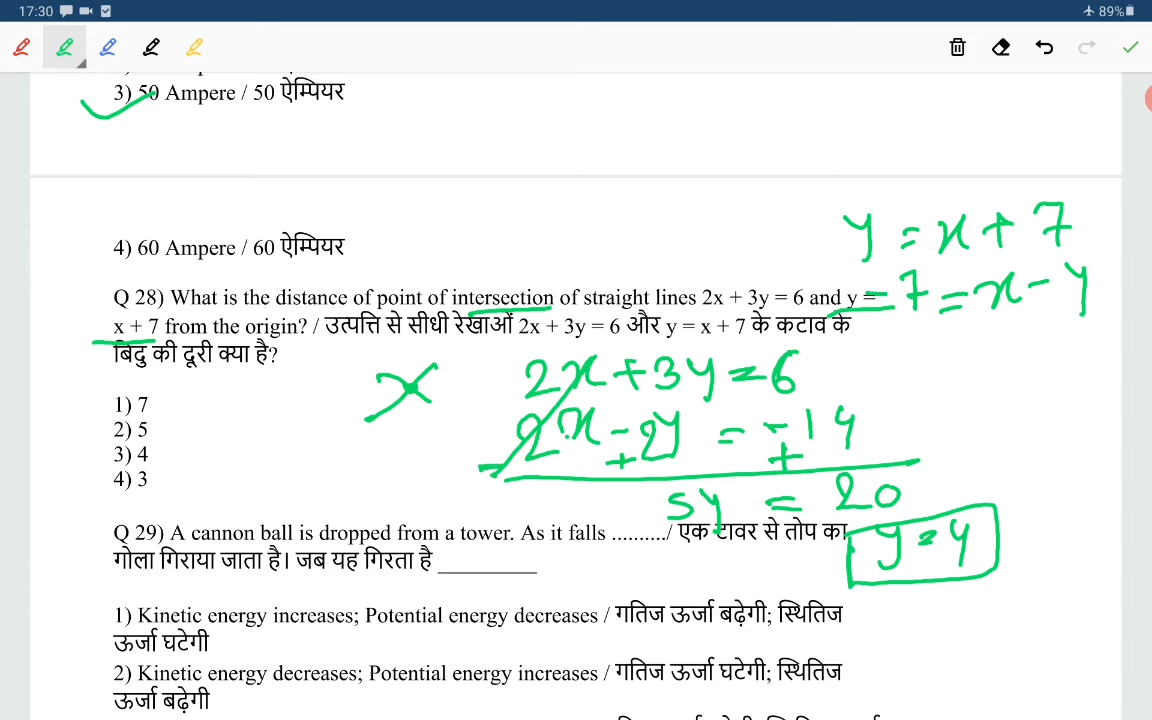 17:30
89%
3) 50 Ampere / 50 ऐम्पियर
4) 60 Ampere / 60 ऐम्पियर
y = x + 7
-7 = x - y
Q 28) What is the distance of point of intersection of straight lines 2x + 3y = 6 and y =
x + 7 from the origin? / उत्पत्ति से सीधी रेखाओं 2x + 3y = 6 और y = x + 7 के कटाव के
बिंदु की दूरी क्या है?
2x + 3y = 6
2x - 2y = -14
- + +
5y = 20
y = 4
1) 7
2) 5
3) 4
4) 3
Q 29) A cannon ball is dropped from a tower. As it falls ........../ एक टावर से तोप का
गोला गिराया जाता है। जब यह गिरता है _________
1) Kinetic energy increases; Potential energy decreases / गतिज ऊर्जा बढ़ेगी; स्थितिज
ऊर्जा घटेगी
2) Kinetic energy decreases; Potential energy increases / गतिज ऊर्जा घटेगी; स्थितिज
ऊर्जा बढ़ेगी